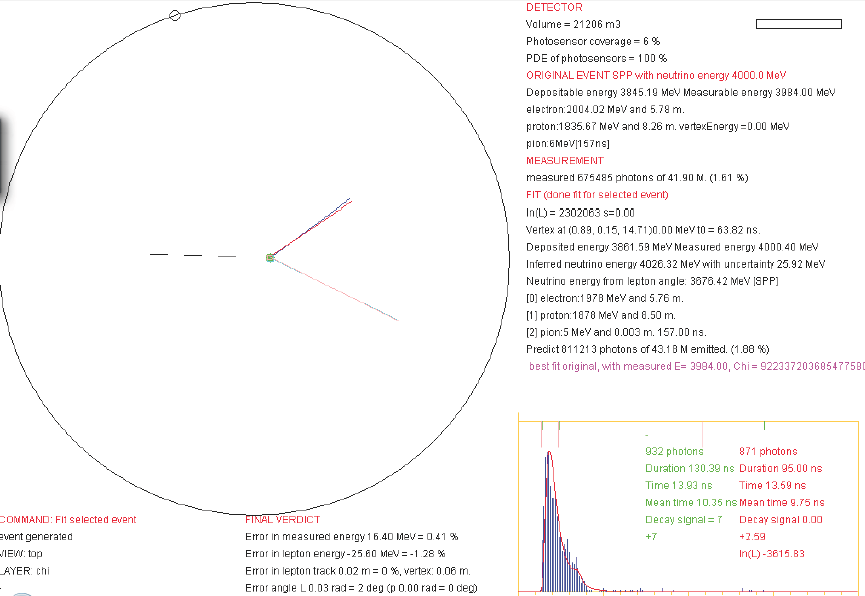 DETECTOR
Volume = 21206 m3
Photosensor coverage = 6 %
PDE of photosensors = 100 %
ORIGINAL EVENT SPP with neutrino energy 4000.0 MeV
Depositable energy 3845.19 MeV Measurable energy 3984.00 MeV
electron:2004.02 MeV and 5.78 m.
proton:1835.67 MeV and 8.26 m. vertexEnergy =0.00 MeV
pion:6MeV[157ns]
MEASUREMENT
measured 675485 photons of 41.90 M. (1.61 %)
FIT (done fit for selected event)
ln(L) = 2302063 s=0.00
Vertex at (0.89, 0.15, 14.71)0.00 MeV t0 = 63.82 ns.
Deposited energy 3861.59 MeV Measured energy 4000.40 MeV
Inferred neutrino energy 4026.32 MeV with uncertainty 25.92 MeV
Neutrino energy from lepton angle: 3676.42 MeV [SPP]
[0] electron:1978 MeV and 5.76 m.
[1] proton:1878 MeV and 8.50 m.
[2] pion:5 MeV and 0.003 m. 157.00 ns.
Predict 811213 photons of 43.18 M emitted. (1.88 %)
best fit original, with measured E= 3984.00, Chi = 922337203685477580
932 photons
Duration 130.39 ns
Time 13.93 ns
Mean time 10.35 ns
Decay signal = 7
+7
871 photons
Duration 95.00 ns
Time 13.59 ns
Mean time 9.75 ns
Decay signal 0.00
+2.59
ln(L) -3615.83
COMMAND: Fit selected event
event generated
VIEW: top
LAYER: chi
FINAL VERDICT
Error in measured energy 16.40 MeV = 0.41 %
Error in lepton energy -25.60 MeV = -1.28 %
Error in lepton track 0.02 m = 0 %, vertex: 0.06 m.
Error angle L 0.03 rad = 2 deg (p 0.00 rad = 0 deg)